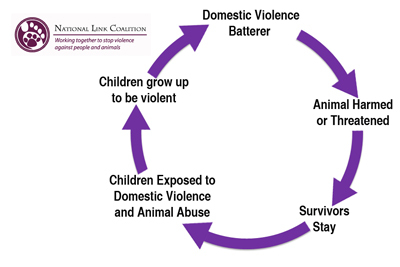 NATIONAL LINK COALITION
Working together to stop violence
against people and animals
Domestic Violence
Batterer
Animal Harmed
or Threatened
Survivors
Stay
Children Exposed to
Domestic Violence
and Animal Abuse
Children grow up
to be violent